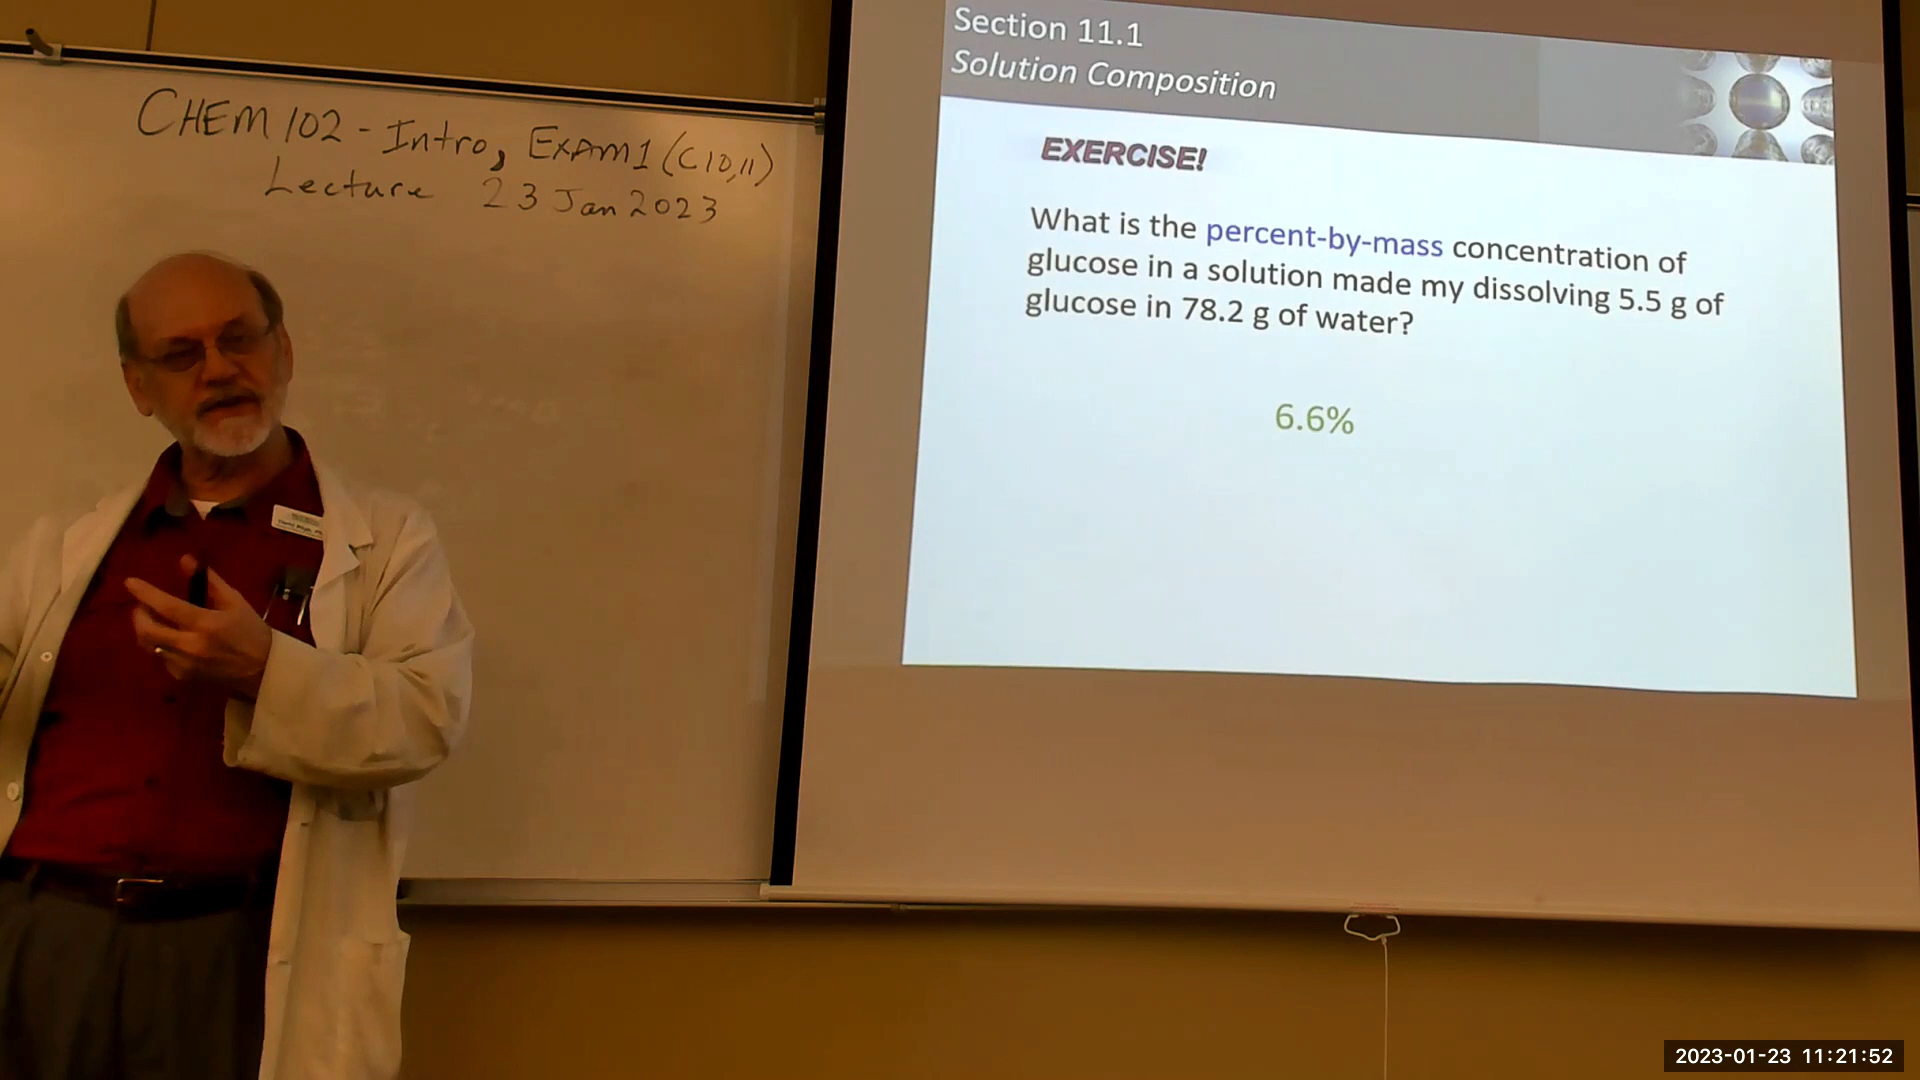 CHEM 102 - Intro, EXAM 1 (C10,11)
Lecture 23 Jan 2023
Section 11.1
Solution Composition
EXERCISE!
What is the percent-by-mass concentration of
glucose in a solution made my dissolving 5.5 g of
glucose in 78.2 g of water?
6.6%
2023-01-23 11:21:52